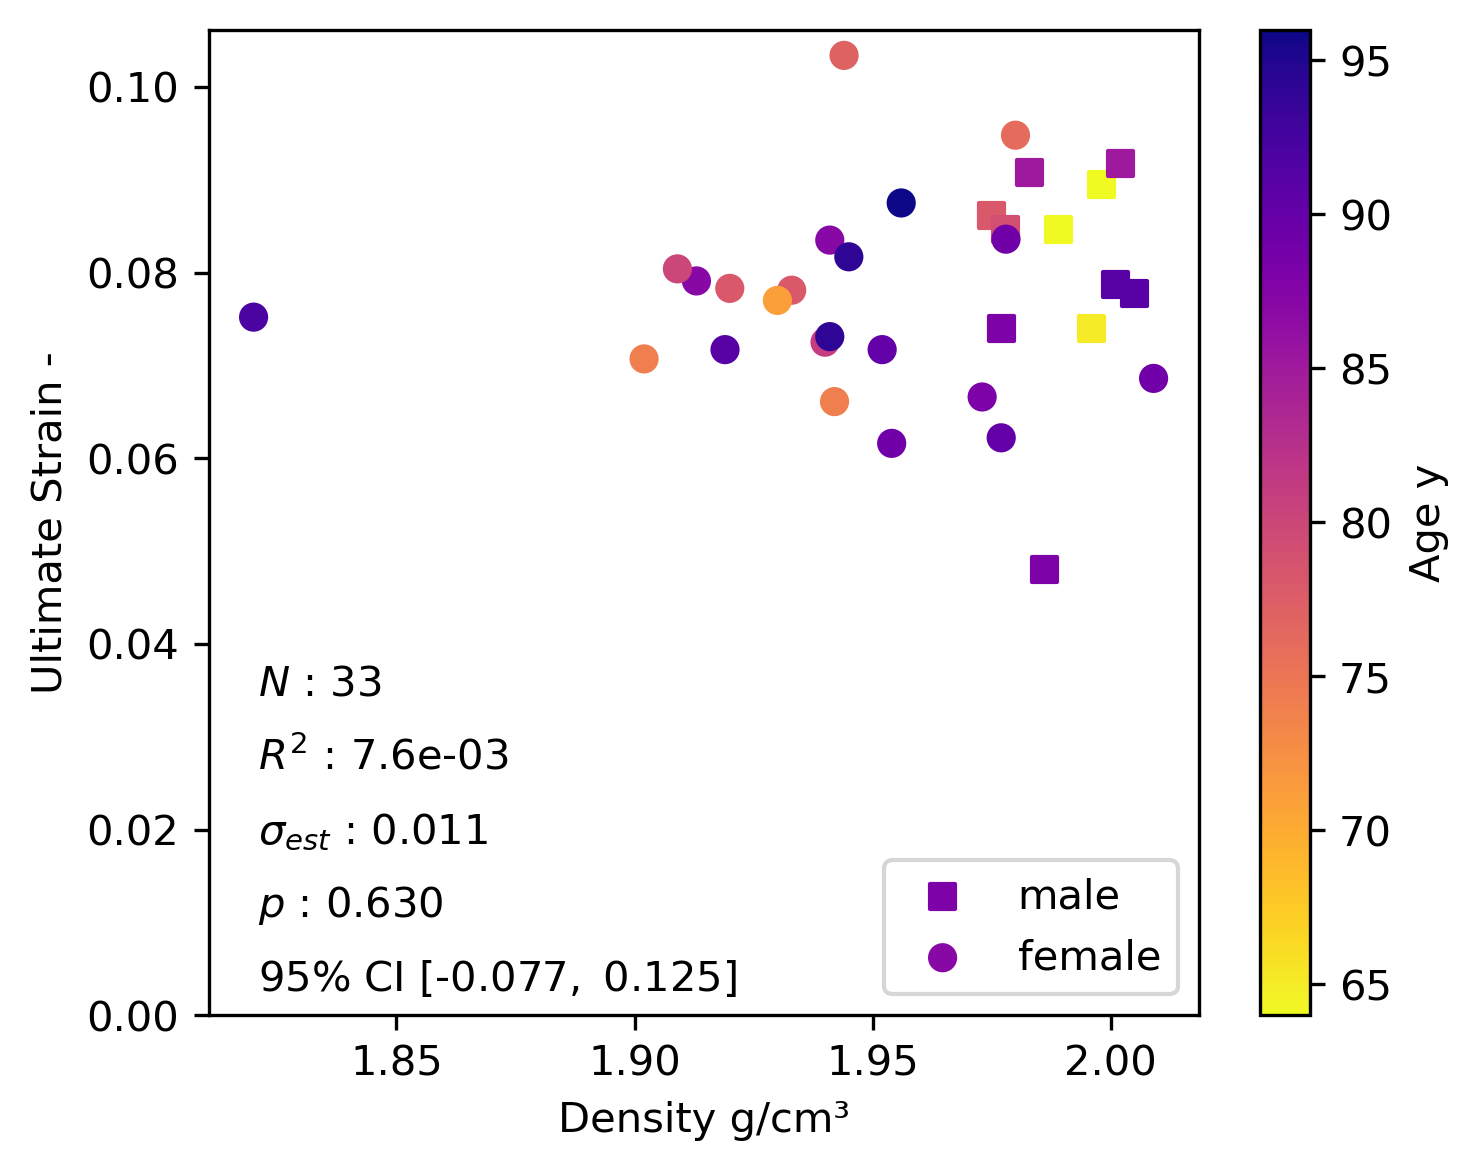 0.10
0.08
0.06
0.04
0.02
0.00
Ultimate Strain -
N : 33
R² : 7.6e-03
σest : 0.011
p : 0.630
95% CI [-0.077, 0.125]
male
female
1.85 1.90 1.95 2.00
Density g/cm³
95
90
85
80
75
70
65
Age y